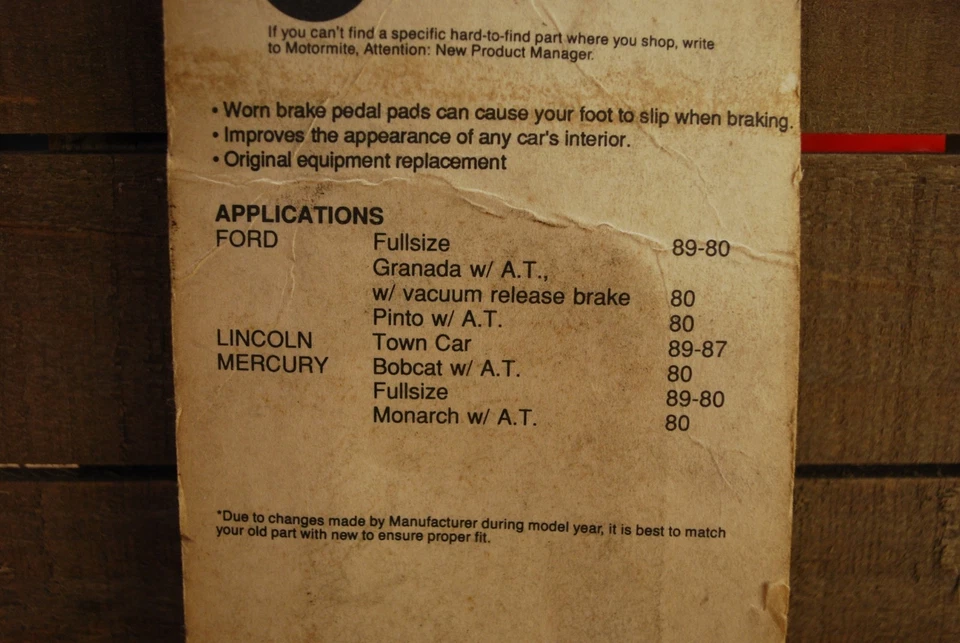 If you can't find a specific hard-to-find part where you shop, write
to Motormite, Attention: New Product Manager.
• Worn brake pedal pads can cause your foot to slip when braking.
• Improves the appearance of any car's interior.
• Original equipment replacement
APPLICATIONS
FORD Fullsize 89-80
Granada w/ A.T.,
w/ vacuum release brake 80
Pinto w/ A.T. 80
LINCOLN Town Car 89-87
MERCURY Bobcat w/ A.T. 80
Fullsize 89-80
Monarch w/ A.T. 80
*Due to changes made by Manufacturer during model year, it is best to match
your old part with new to ensure proper fit.